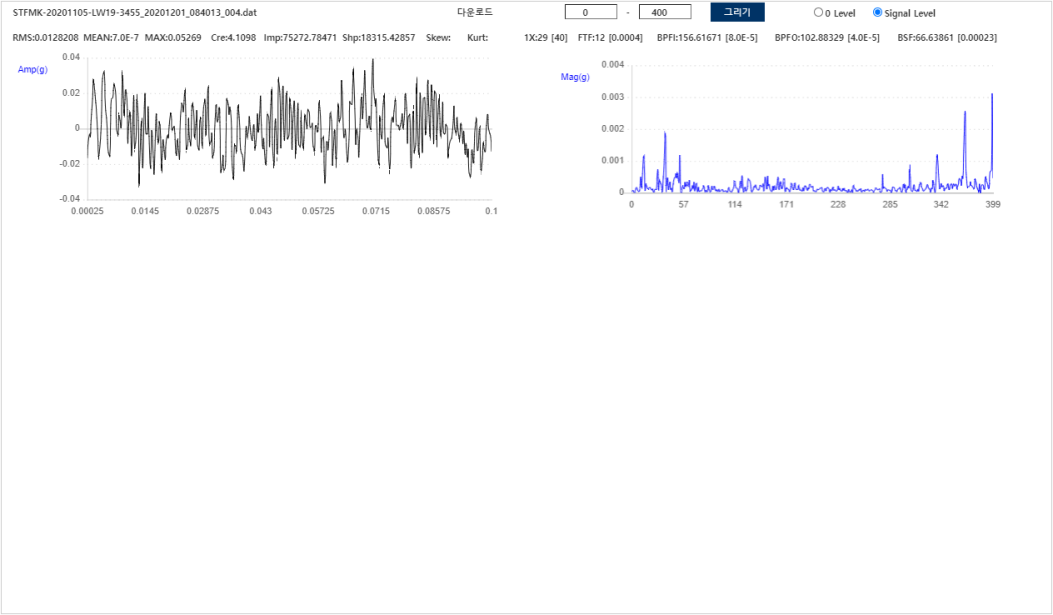 STFMK-20201105-LW19-3455_20201201_084013_004.dat 다운로드 0 - 400 그리기 0 Level Signal Level
RMS:0.0128208 MEAN:7.0E-7 MAX:0.05269 Cre:4.1098 Imp:75272.78471 Shp:18315.42857 Skew: Kurt: 1X:29 [40] FTF:12 [0.0004] BPFI:156.61671 [8.0E-5] BPFO:102.88329 [4.0E-5] BSF:66.63861 [0.00023]
Amp(g)
0.04
0.02
0
-0.02
-0.04
0.00025 0.0145 0.02875 0.043 0.05725 0.0715 0.08575 0.1
Mag(g)
0.004
0.003
0.002
0.001
0
0 57 114 171 228 285 342 399